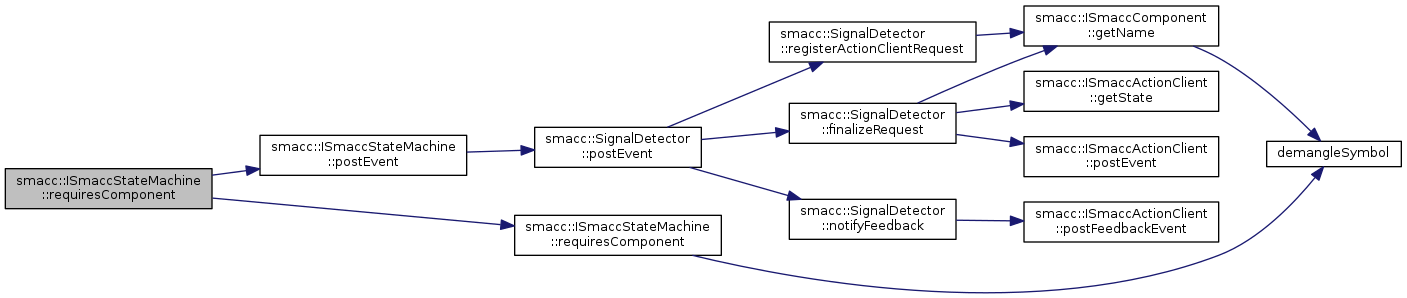 smacc::ISmaccStateMachine
::requiresComponent
smacc::ISmaccStateMachine
::postEvent
smacc::SignalDetector
::postEvent
smacc::SignalDetector
::registerActionClientRequest
smacc::ISmaccComponent
::getName
smacc::SignalDetector
::finalizeRequest
smacc::ISmaccActionClient
::getState
smacc::ISmaccActionClient
::postEvent
smacc::SignalDetector
::notifyFeedback
smacc::ISmaccActionClient
::postFeedbackEvent
smacc::ISmaccStateMachine
::requiresComponent
demangleSymbol